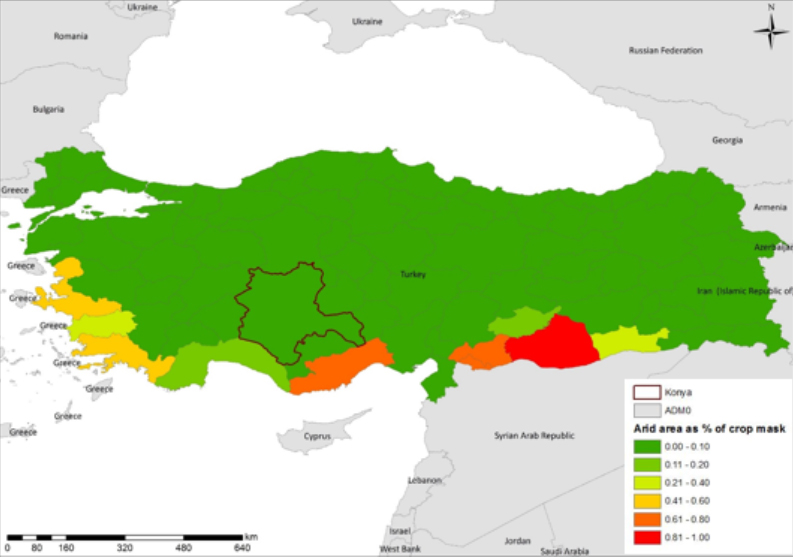 Ukraine
N
Ukraine
Romania
Russian Federation
Bulgaria
Georgia
Greece
Armenia
Azerbaijan
Greece
Turkey
Iran (Islamic Republic of)
Greece
Greece
Greece
Greece
Greece
Greece
Cyprus
Syrian Arab Republic
Lebanon
Israel
West Bank
Jordan
Saudi Arabia
Konya
ADM0
Arid area as % of crop mask
0.00 - 0.10
0.11 - 0.20
0.21 - 0.40
0.41 - 0.60
0.61 - 0.80
0.81 - 1.00
km
0 80 160 320 480 640